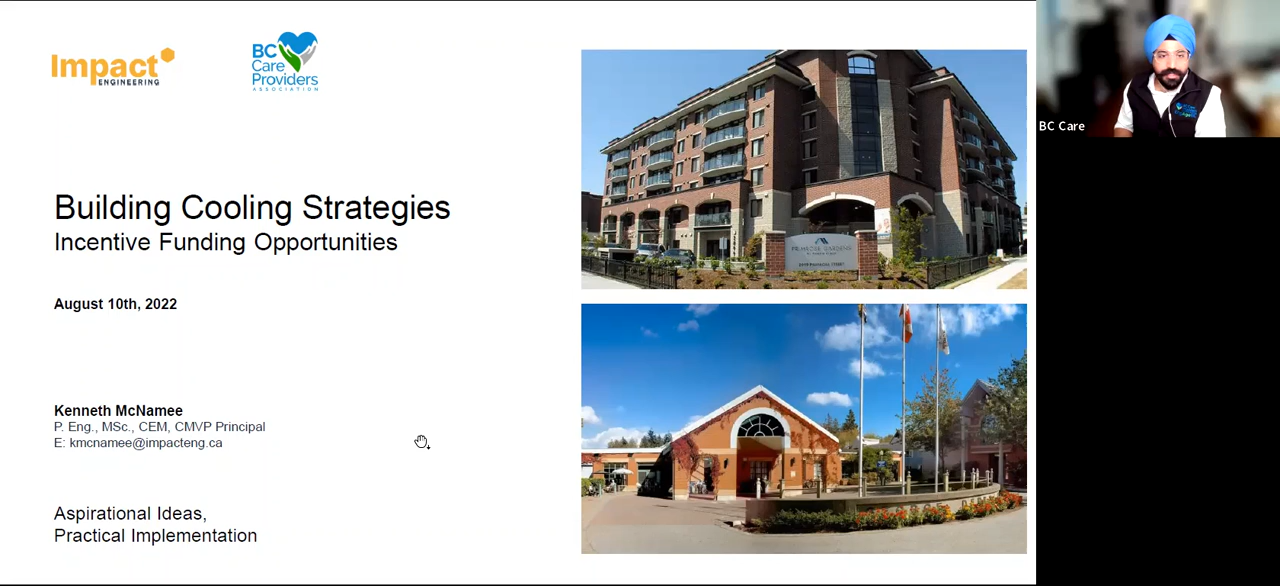 Impact
ENGINEERING
BC
Care
Providers
ASSOCIATION
Building Cooling Strategies
Incentive Funding Opportunities
August 10th, 2022
Kenneth McNamee
P. Eng., MSc., CEM, CMVP Principal
E: kmcnamee@impacteng.ca
Aspirational Ideas,
Practical Implementation
GARDENS
BC Care